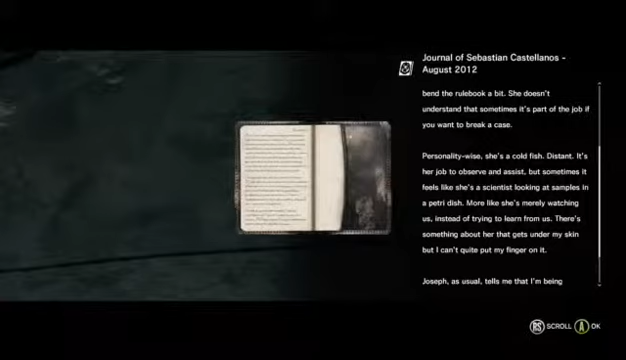 Journal of Sebastian Castellanos -
August 2012
bend the rulebook a bit. She doesn't
understand that sometimes it's part of the job if
you want to break a case.
Personality-wise, she's a cold fish. Distant. It's
her job to observe and assist, but sometimes it
feels like she's a scientist looking at samples in
a petri dish. More like she's merely watching
us, instead of trying to learn from us. There's
something about her that gets under my skin
but I can't quite put my finger on it.
Joseph, as usual, tells me that I'm being
RS SCROLL A OK